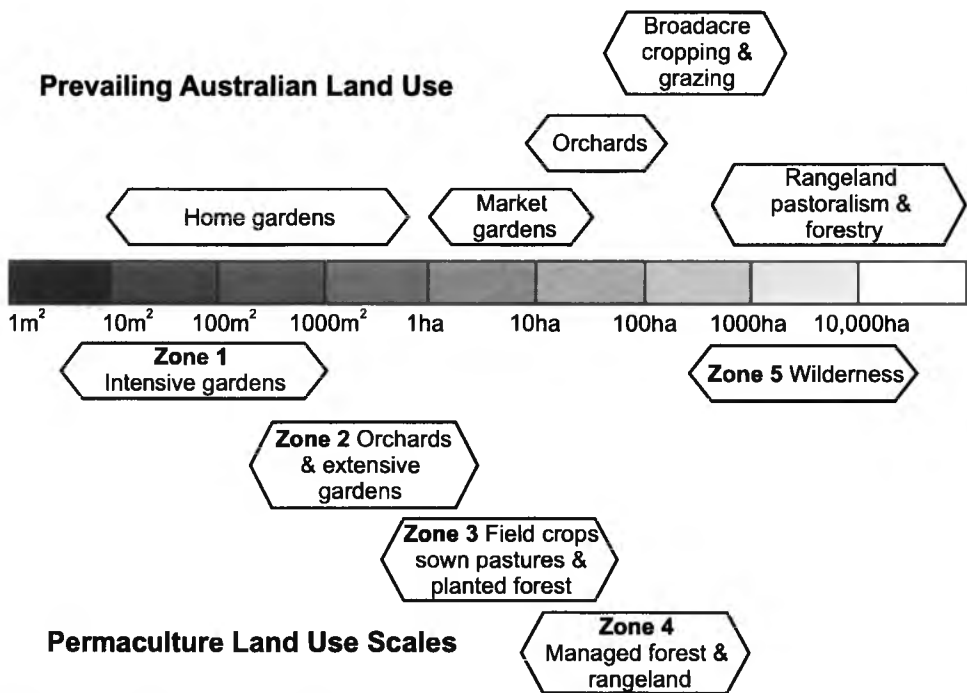 Broadacre
cropping &
grazing
Prevailing Australian Land Use
Orchards
Home gardens
Market
gardens
Rangeland
pastoralism &
forestry
1m² 10m² 100m² 1000m² 1ha 10ha 100ha 1000ha 10,000ha
Zone 1
Intensive gardens
Zone 5 Wilderness
Zone 2 Orchards
& extensive
gardens
Zone 3 Field crops
sown pastures &
planted forest
Permaculture Land Use Scales
Zone 4
Managed forest &
rangeland